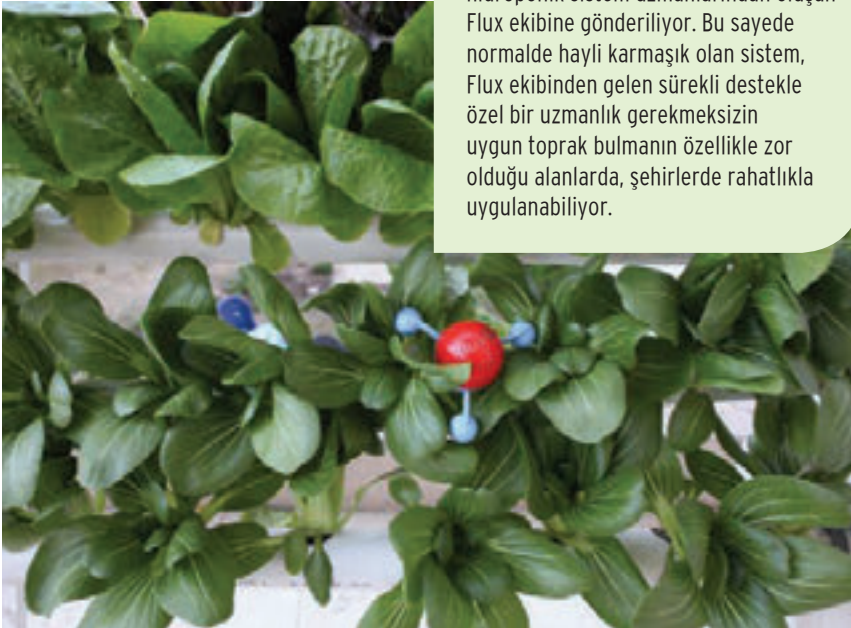 Flux ekibine gönderiliyor. Bu sayede
normalde hayli karmaşık olan sistem,
Flux ekibinden gelen sürekli destekle
özel bir uzmanlık gerekmeksizin
uygun toprak bulmanın özellikle zor
olduğu alanlarda, şehirlerde rahatlıkla
uygulanabiliyor.